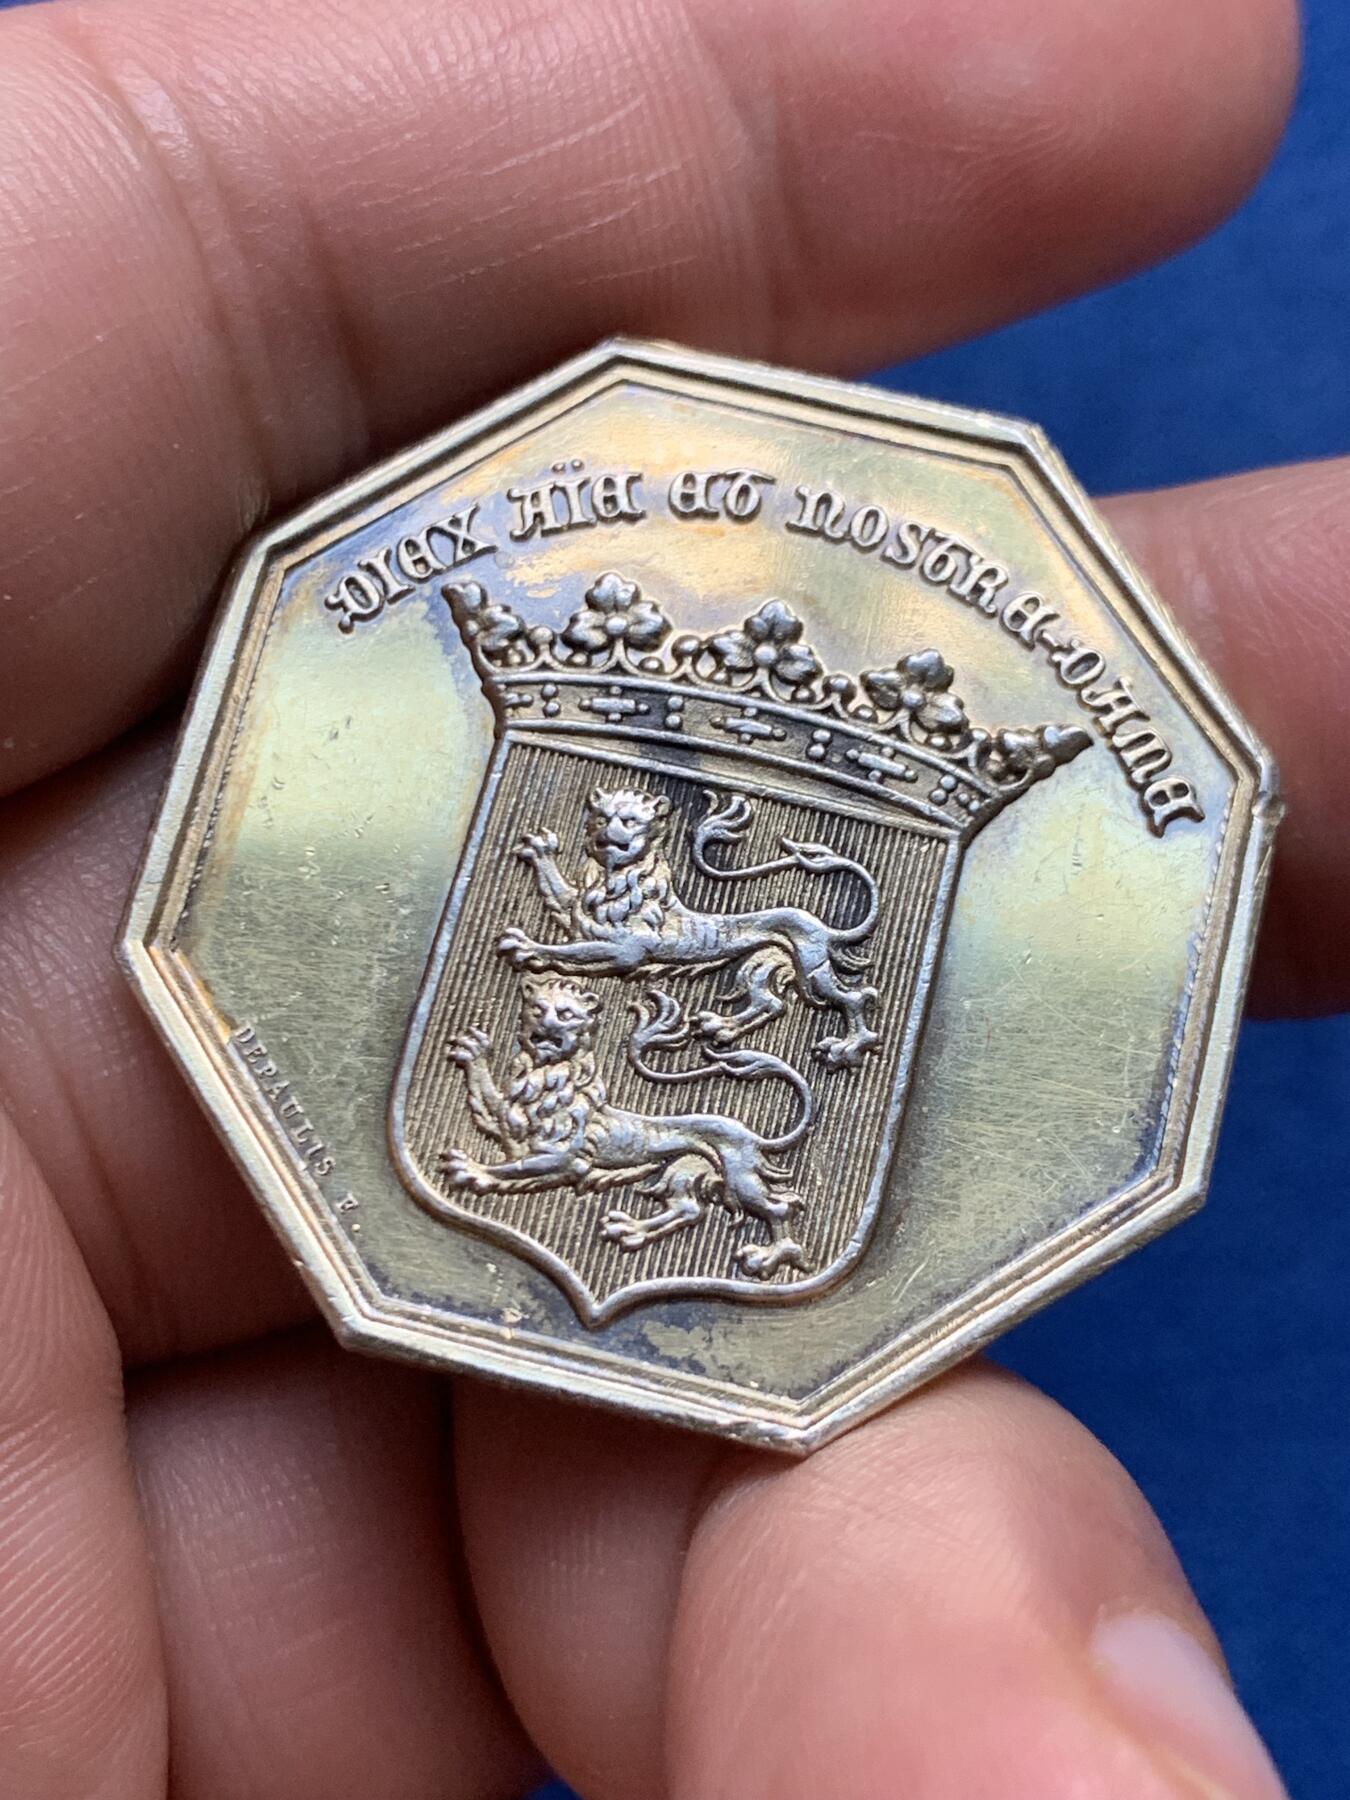 DIEX AÏE ET NOSTRE-DAME
DEPAULIS F.